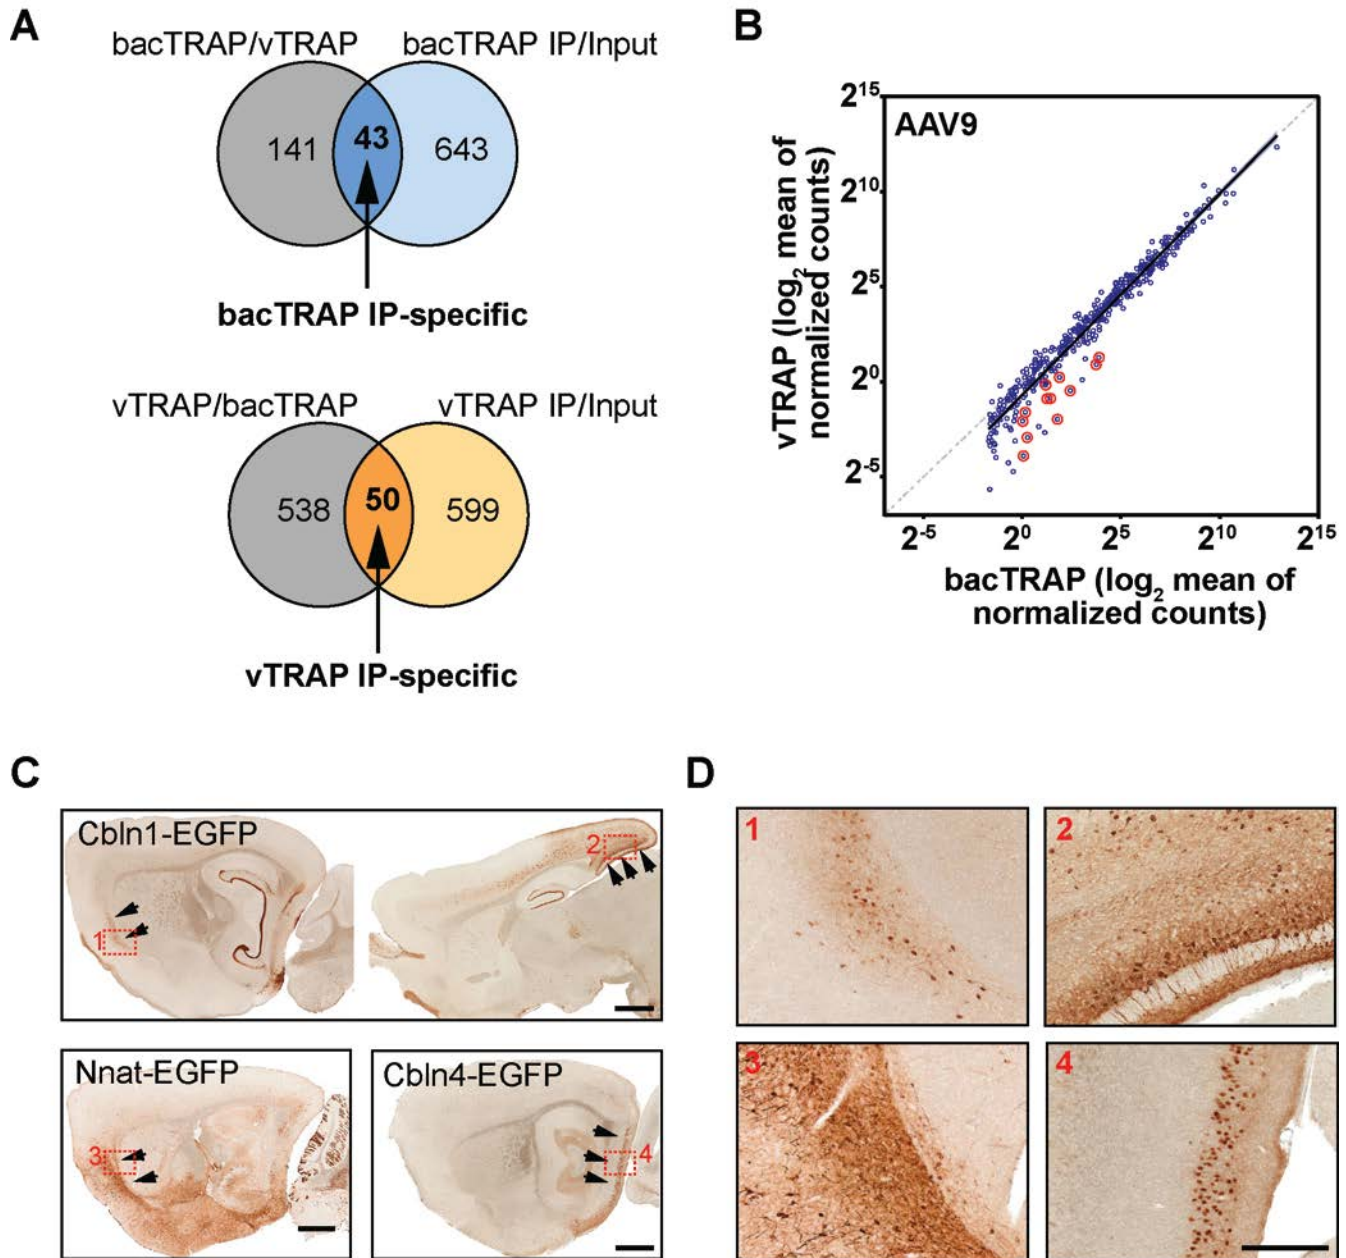 A
bacTRAP/vTRAP bacTRAP IP/Input
141 43 643
bacTRAP IP-specific
vTRAP/bacTRAP vTRAP IP/Input
538 50 599
vTRAP IP-specific
B
AAV9
vTRAP (log2 mean of
normalized counts)
2^15
2^10
2^5
2^0
2^-5
2^-5 2^0 2^5 2^10 2^15
bacTRAP (log2 mean of
normalized counts)
C
Cbln1-EGFP
1
2
Nnat-EGFP
3
Cbln4-EGFP
4
D
1
2
3
4